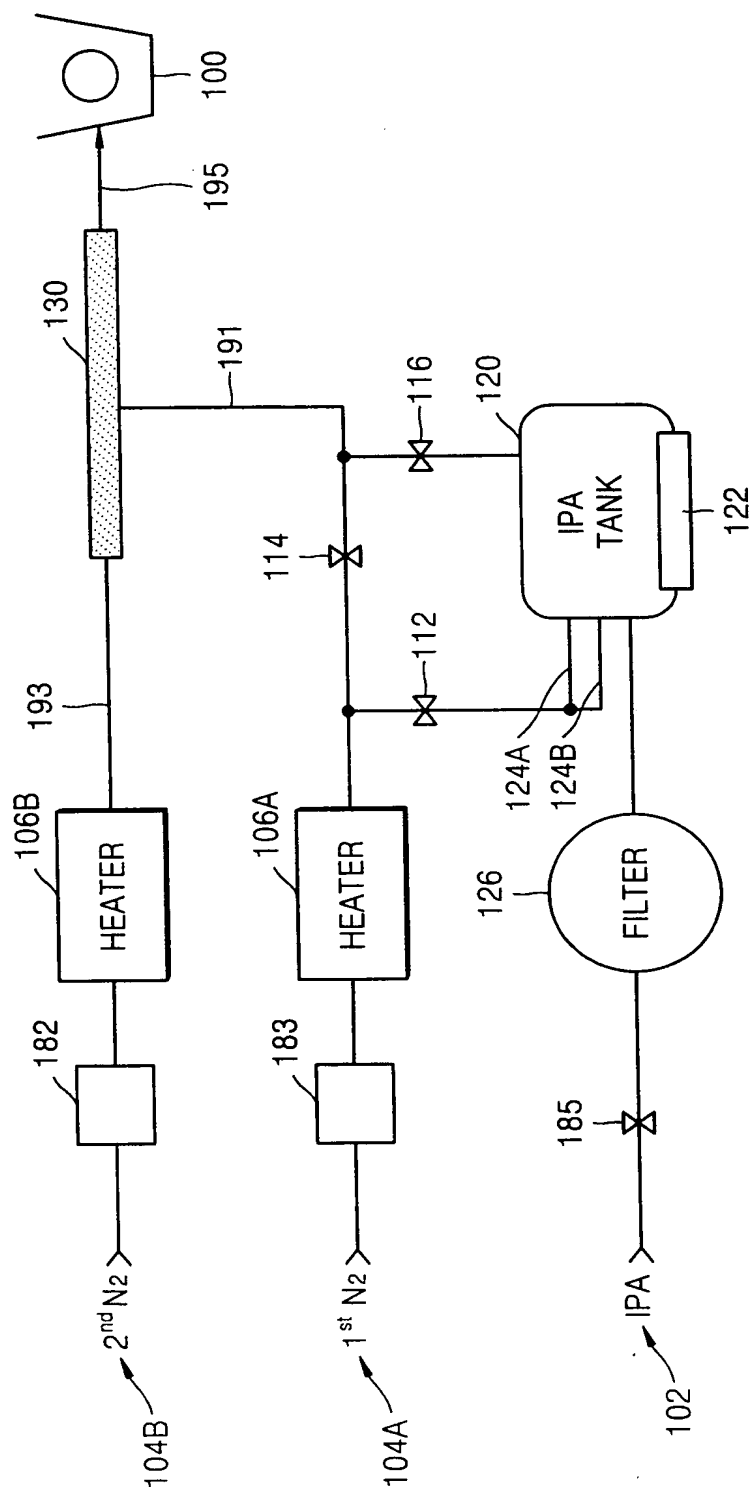 100
195
130
191
116
120
114
IPA
TANK
122
193
112
124A
124B
106B
HEATER
106A
HEATER
126
FILTER
182
183
185
2nd N2
1st N2
IPA
104B
104A
102